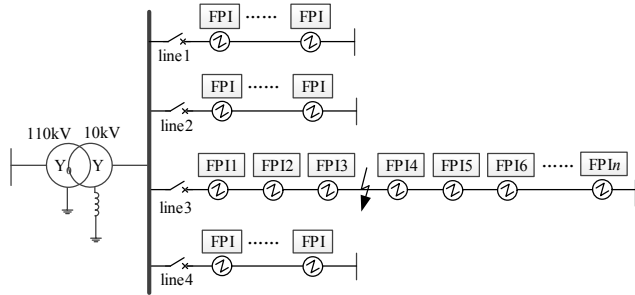 FPI ...... FPI
line1
FPI ...... FPI
line2
110kV 10kV
Y0 Y
FPI1 FPI2 FPI3 FPI4 FPI5 FPI6 ...... FPIn
line3
FPI ...... FPI
line4